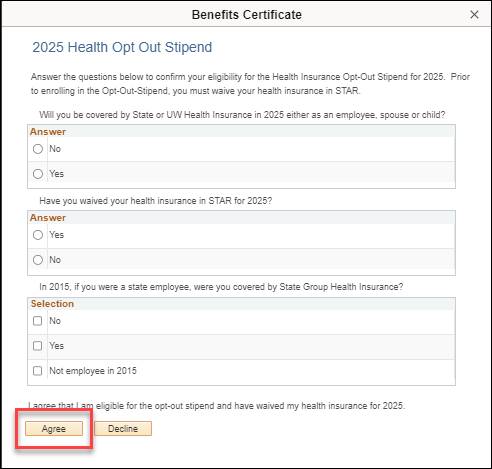 Benefits Certificate
2025 Health Opt Out Stipend
Answer the questions below to confirm your eligibility for the Health Insurance Opt-Out Stipend for 2025. Prior
to enrolling in the Opt-Out-Stipend, you must waive your health insurance in STAR.
Will you be covered by State or UW Health Insurance in 2025 either as an employee, spouse or child?
Answer
No
Yes
Have you waived your health insurance in STAR for 2025?
Answer
Yes
No
In 2015, if you were a state employee, were you covered by State Group Health Insurance?
Selection
No
Yes
Not employee in 2015
I agree that I am eligible for the opt-out stipend and have waived my health insurance for 2025.
Agree Decline